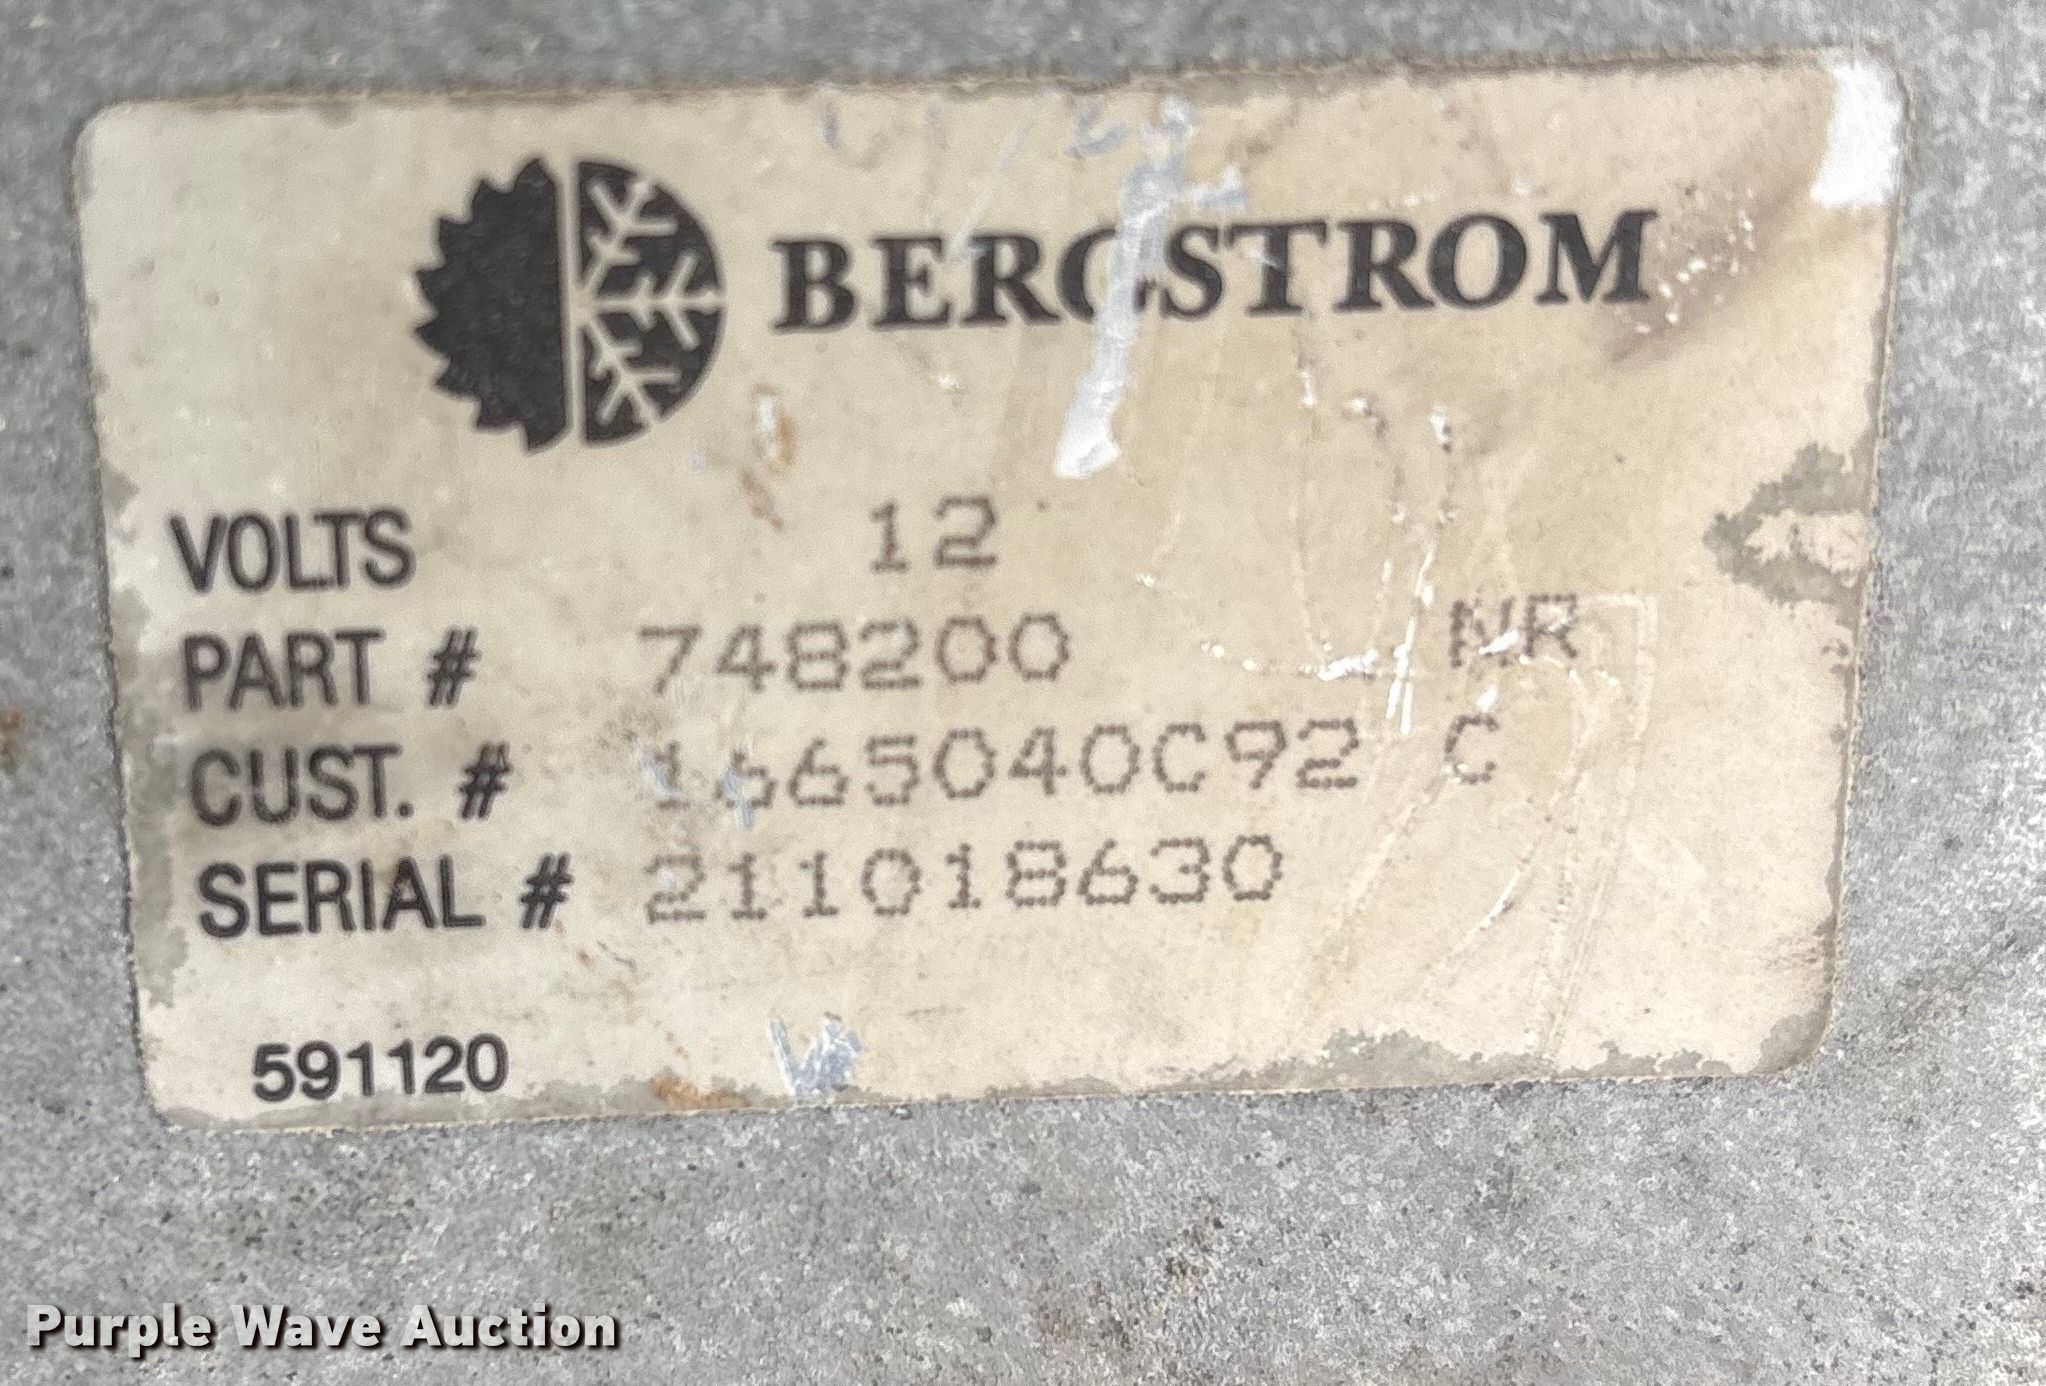 BERGSTROM
VOLTS 12
PART # 748200 NR
CUST. # 1665040C92 C
SERIAL # 211018630
591120
Purple Wave Auction